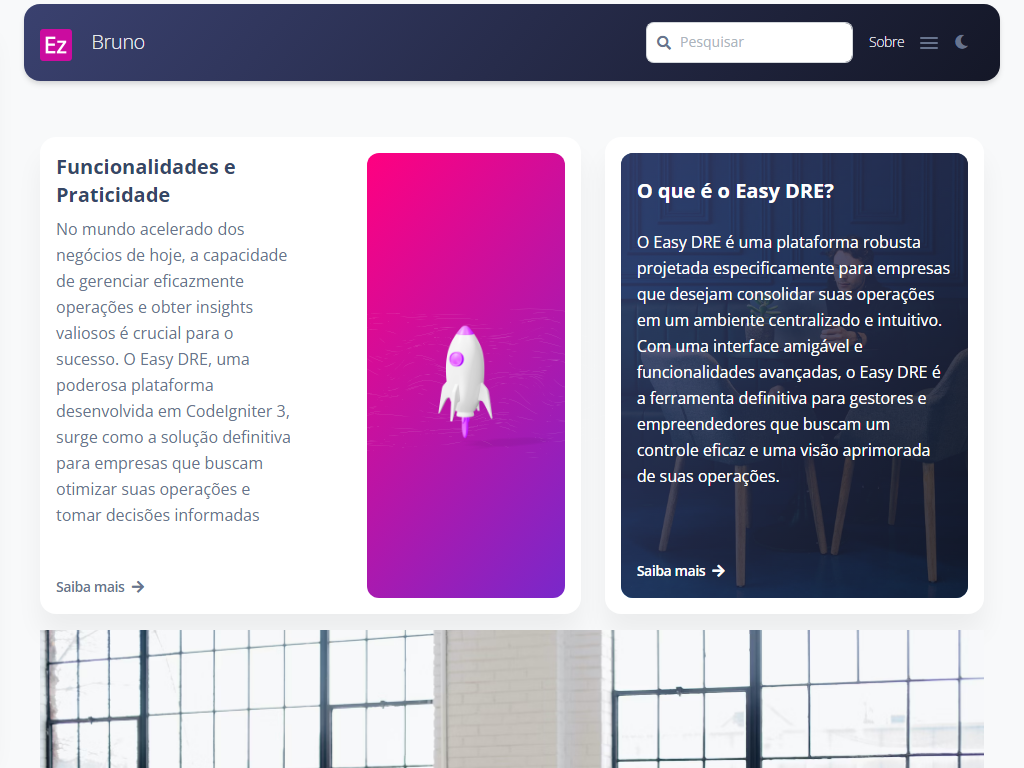 Ez Bruno Pesquisar Sobre
Funcionalidades e
Praticidade
No mundo acelerado dos
negócios de hoje, a capacidade
de gerenciar eficazmente
operações e obter insights
valiosos é crucial para o
sucesso. O Easy DRE, uma
poderosa plataforma
desenvolvida em CodeIgniter 3,
surge como a solução definitiva
para empresas que buscam
otimizar suas operações e
tomar decisões informadas
Saiba mais
O que é o Easy DRE?
O Easy DRE é uma plataforma robusta
projetada especificamente para empresas
que desejam consolidar suas operações
em um ambiente centralizado e intuitivo.
Com uma interface amigável e
funcionalidades avançadas, o Easy DRE é
a ferramenta definitiva para gestores e
empreendedores que buscam um
controle eficaz e uma visão aprimorada
de suas operações.
Saiba mais